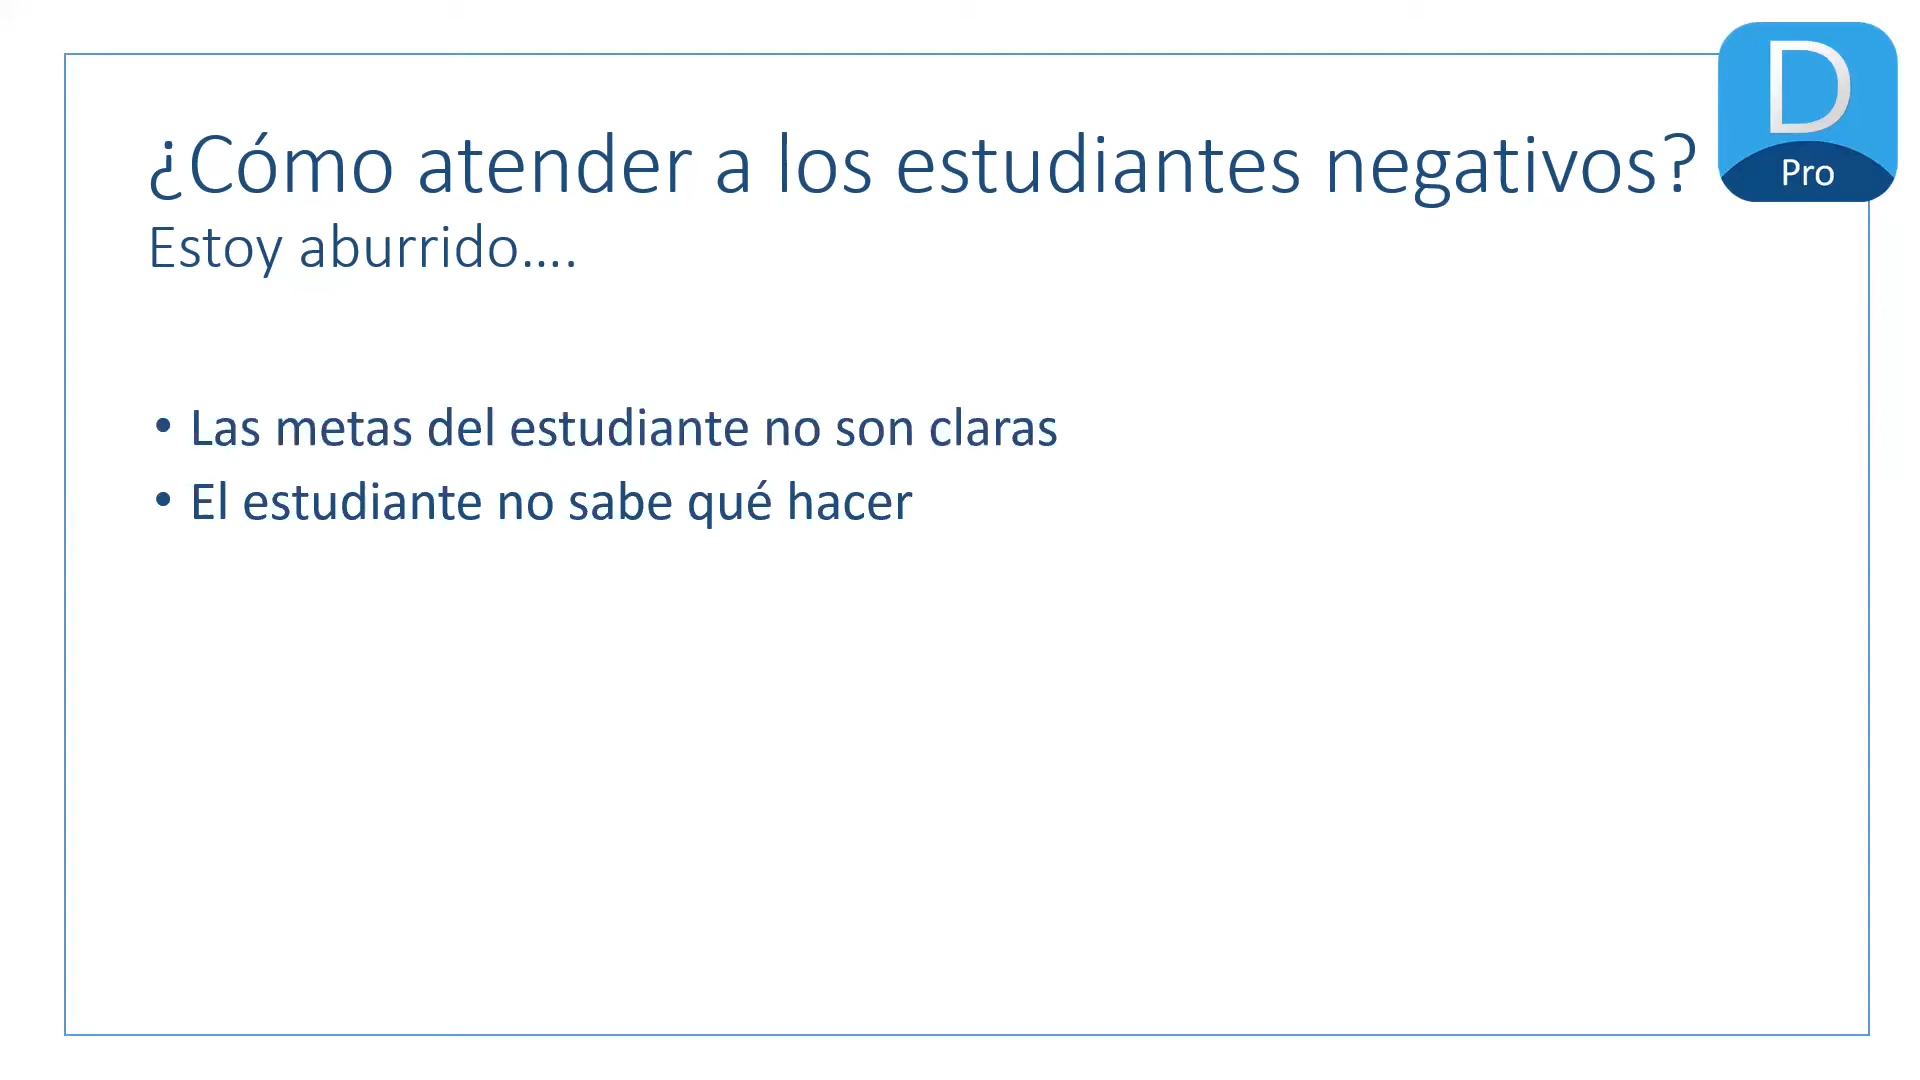 D
Pro
¿Cómo atender a los estudiantes negativos?
Estoy aburrido....
• Las metas del estudiante no son claras
• El estudiante no sabe qué hacer